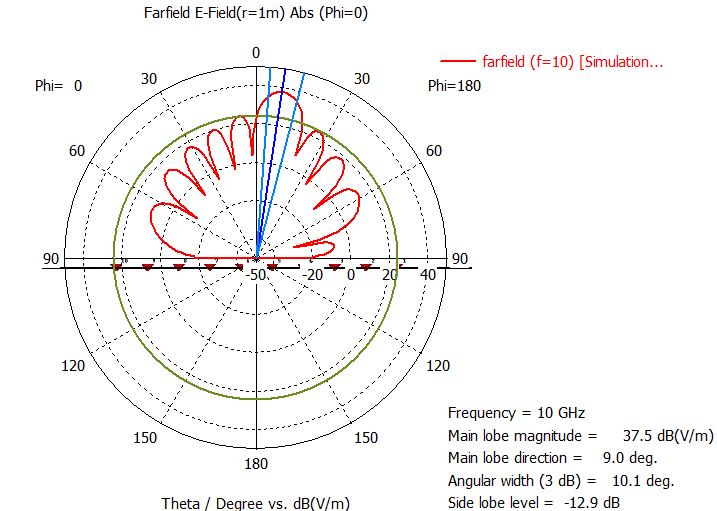 Farfield E-Field(r=1m) Abs (Phi=0)
farfield (f=10) [Simulation...
Phi= 0
Phi=180
0
30
30
60
60
90
90
-50
-20
0
20
40
120
120
150
150
180
Theta / Degree vs. dB(V/m)
Frequency = 10 GHz
Main lobe magnitude = 37.5 dB(V/m)
Main lobe direction = 9.0 deg.
Angular width (3 dB) = 10.1 deg.
Side lobe level = -12.9 dB